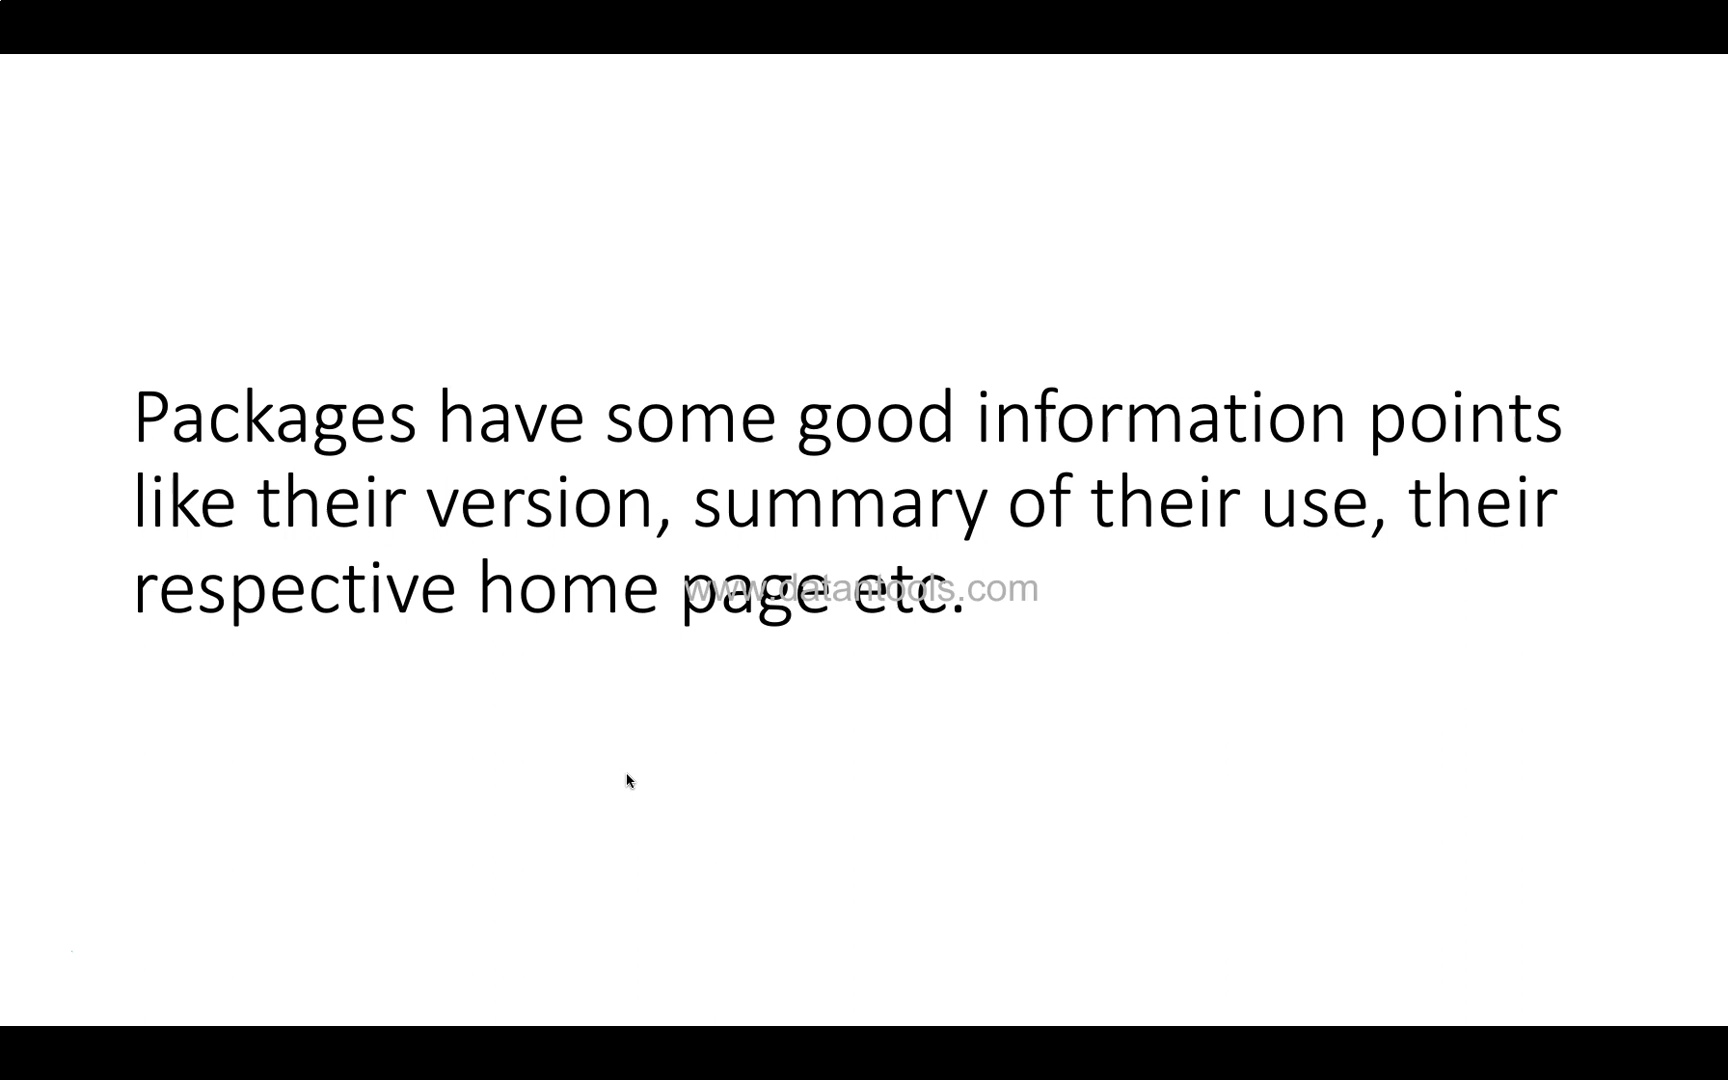 Packages have some good information points
like their version, summary of their use, their
respective home page etc.
www.datantools.com